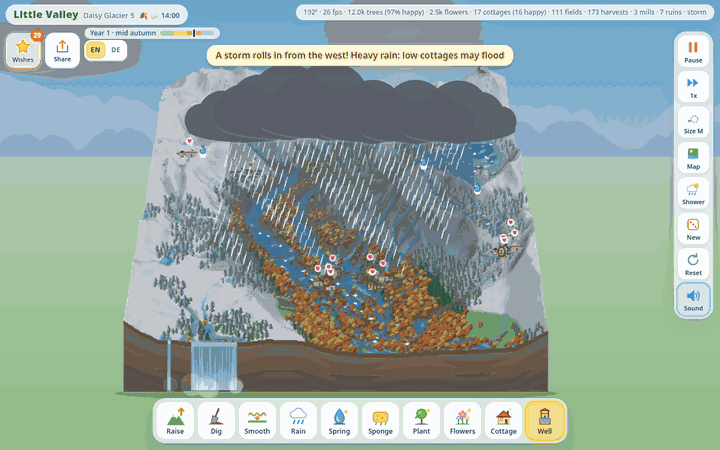 Little Valley Daisy Glacier 5 14:00
192² · 26 fps · 12.0k trees (97% happy) · 2.5k flowers · 17 cottages (16 happy) · 111 fields · 173 harvests · 3 mills · 7 ruins · storm
Year 1 · mid autumn
29
Wishes
Share
EN
DE
A storm rolls in from the west! Heavy rain: low cottages may flood
Pause
1x
Size M
Map
Shower
New
Reset
Sound
Raise
Dig
Smooth
Rain
Spring
Sponge
Plant
Flowers
Cottage
Well